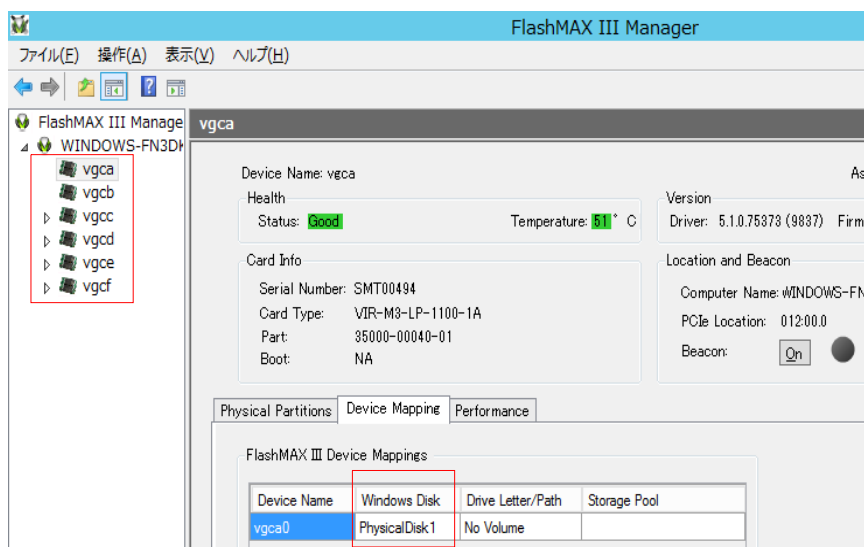 FlashMAX III Manager
ファイル(F) 操作(A) 表示(V) ヘルプ(H)
FlashMAX III Manage
WINDOWS-FN3DK
vgca
vgcb
vgcc
vgcd
vgce
vgcf
vgca
Device Name: vgca
As
Health
Status: Good
Temperature: 51 ° C
Version
Driver: 5.1.0.75373 (9837) Firm
Card Info
Serial Number: SMT00494
Card Type: VIR-M3-LP-1100-1A
Part: 35000-00040-01
Boot: NA
Location and Beacon
Computer Name: WINDOWS-FN
PCIe Location: 012:00.0
Beacon: On
Physical Partitions Device Mapping Performance
FlashMAX III Device Mappings
Device Name Windows Disk Drive Letter/Path Storage Pool
vgca0 PhysicalDisk1 No Volume